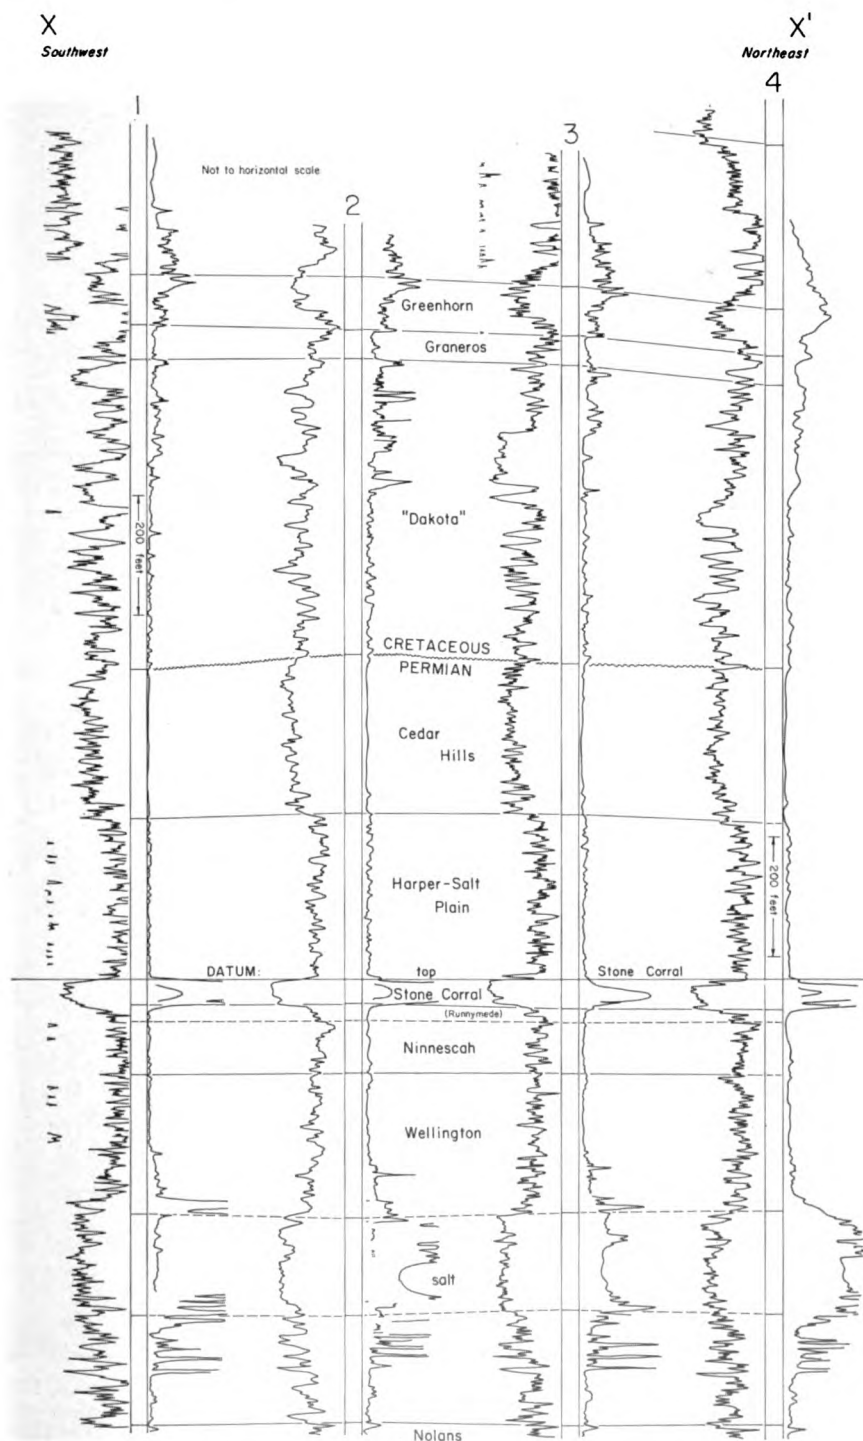 X
X'
Southwest
Northeast
1
4
3
Not to horizontal scale
2
Greenhorn
Graneros
200 feet
"Dakota"
CRETACEOUS
PERMIAN
Cedar
Hills
200 feet
Harper-Salt
Plain
DATUM: top Stone Corral
Stone Corral
(Runnymede)
Ninnescah
Wellington
salt
Nolans